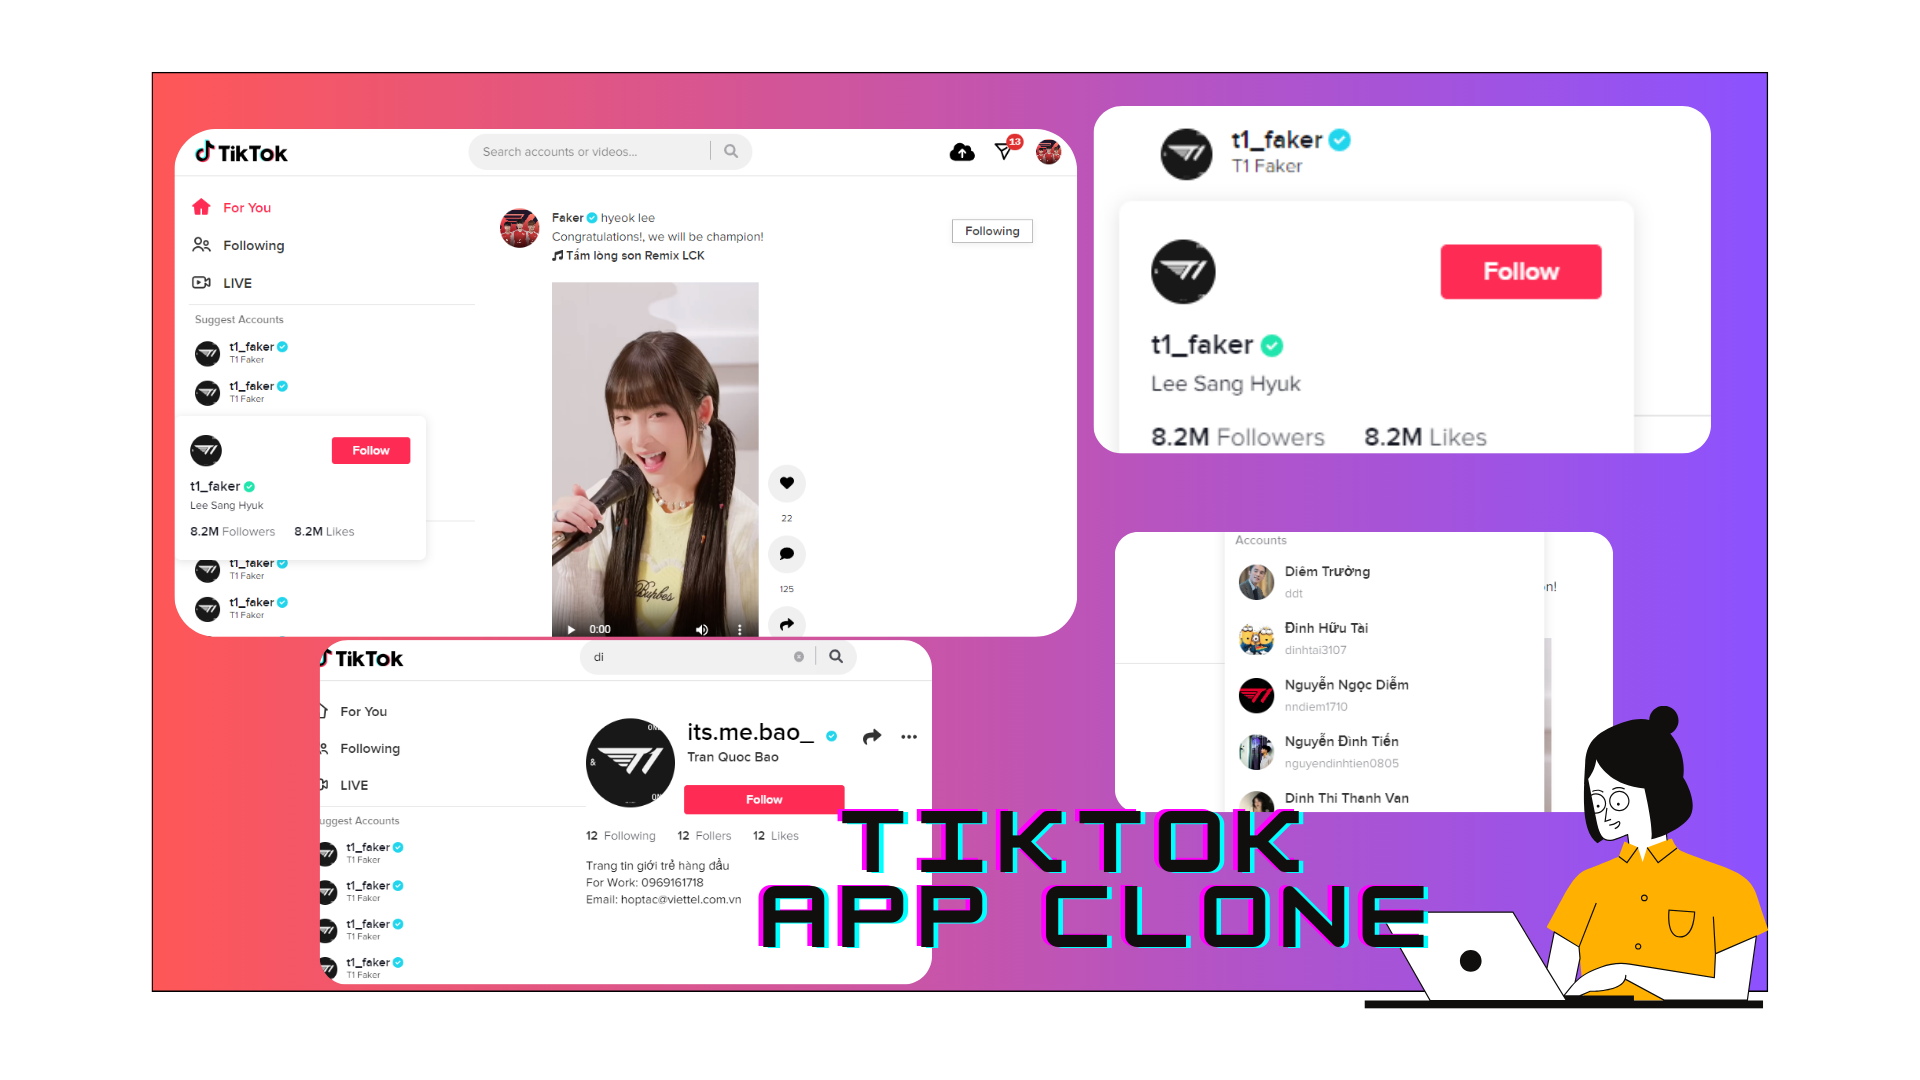 TikTok
Search accounts or videos...
13
For You
Following
LIVE
Suggest Accounts
t1_faker
T1 Faker
t1_faker
T1 Faker
Follow
t1_faker
Lee Sang Hyuk
8.2M Followers 8.2M Likes
t1_faker
T1 Faker
t1_faker
T1 Faker
Faker hyeok lee
Congratulations!, we will be champion!
Tấm lòng son Remix LCK
Following
22
125
0:00
t1_faker
T1 Faker
Follow
t1_faker
Lee Sang Hyuk
8.2M Followers 8.2M Likes
Accounts
Diêm Trường
ddt
Đinh Hữu Tài
dinhtai3107
Nguyễn Ngọc Diễm
nndiem1710
Nguyễn Đình Tiến
nguyendinhtien0805
Dinh Thi Thanh Van
on!
TikTok
di
For You
Following
LIVE
uggest Accounts
t1_faker
T1 Faker
t1_faker
T1 Faker
t1_faker
T1 Faker
t1_faker
T1 Faker
its.me.bao_
Tran Quoc Bao
Follow
12 Following 12 Follers 12 Likes
Trang tin giới trẻ hàng đầu
For Work: 0969161718
Email: hoptac@viettel.com.vn
TIKTOK
APP CLONE